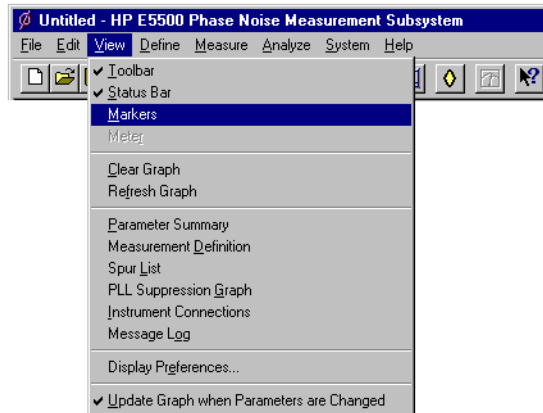 Untitled - HP E5500 Phase Noise Measurement Subsystem
File Edit View Define Measure Analyze System Help
Toolbar
Status Bar
Markers
Meter
Clear Graph
Refresh Graph
Parameter Summary
Measurement Definition
Spur List
PLL Suppression Graph
Instrument Connections
Message Log
Display Preferences...
Update Graph when Parameters are Changed